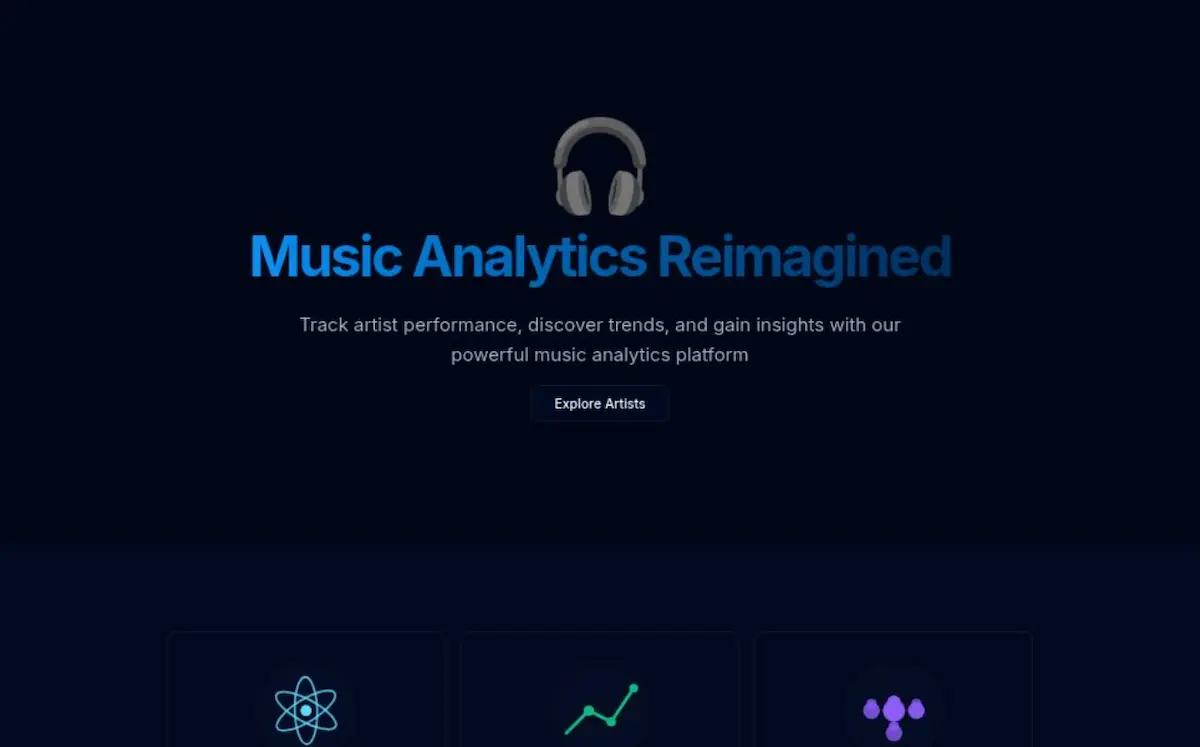 Music Analytics Reimagined
Track artist performance, discover trends, and gain insights with our
powerful music analytics platform
Explore Artists